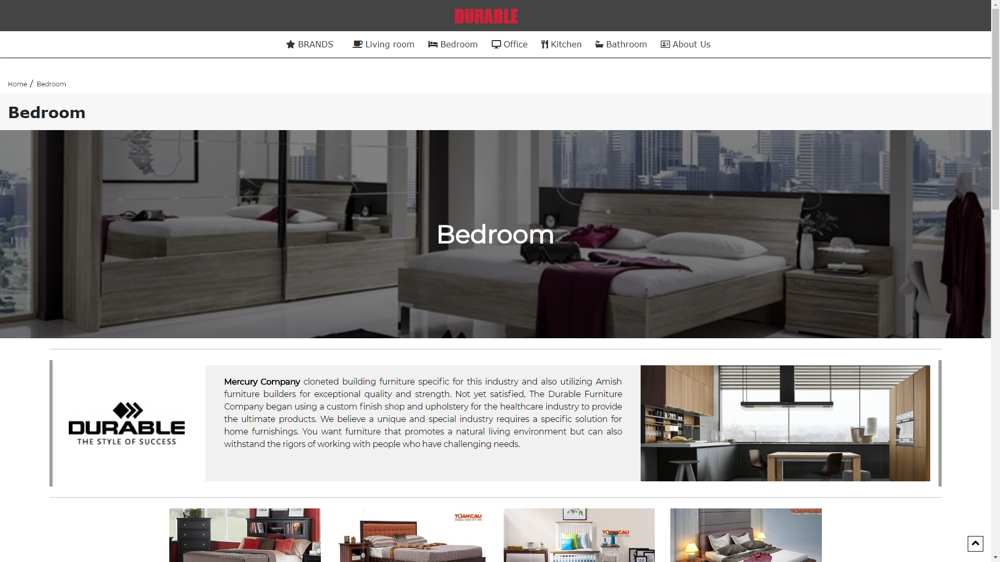 DURABLE
BRANDS Living room Bedroom Office Kitchen Bathroom About Us
Home / Bedroom
Bedroom
Bedroom
Mercury Company cloneted building furniture specific for this industry and also utilizing Amish
furniture builders for exceptional quality and strength. Not yet satisfied, The Durable Furniture
Company began using a custom finish shop and upholstery for the healthcare industry to provide
the ultimate products. We believe a unique and special industry requires a specific solution for
home furnishings. You want furniture that promotes a natural living environment but can also
withstand the rigors of working with people who have challenging needs.
DURABLE
THE STYLE OF SUCCESS
TOANCAU
TOANCAU
TOANCAU
anbinhgia.com.vn